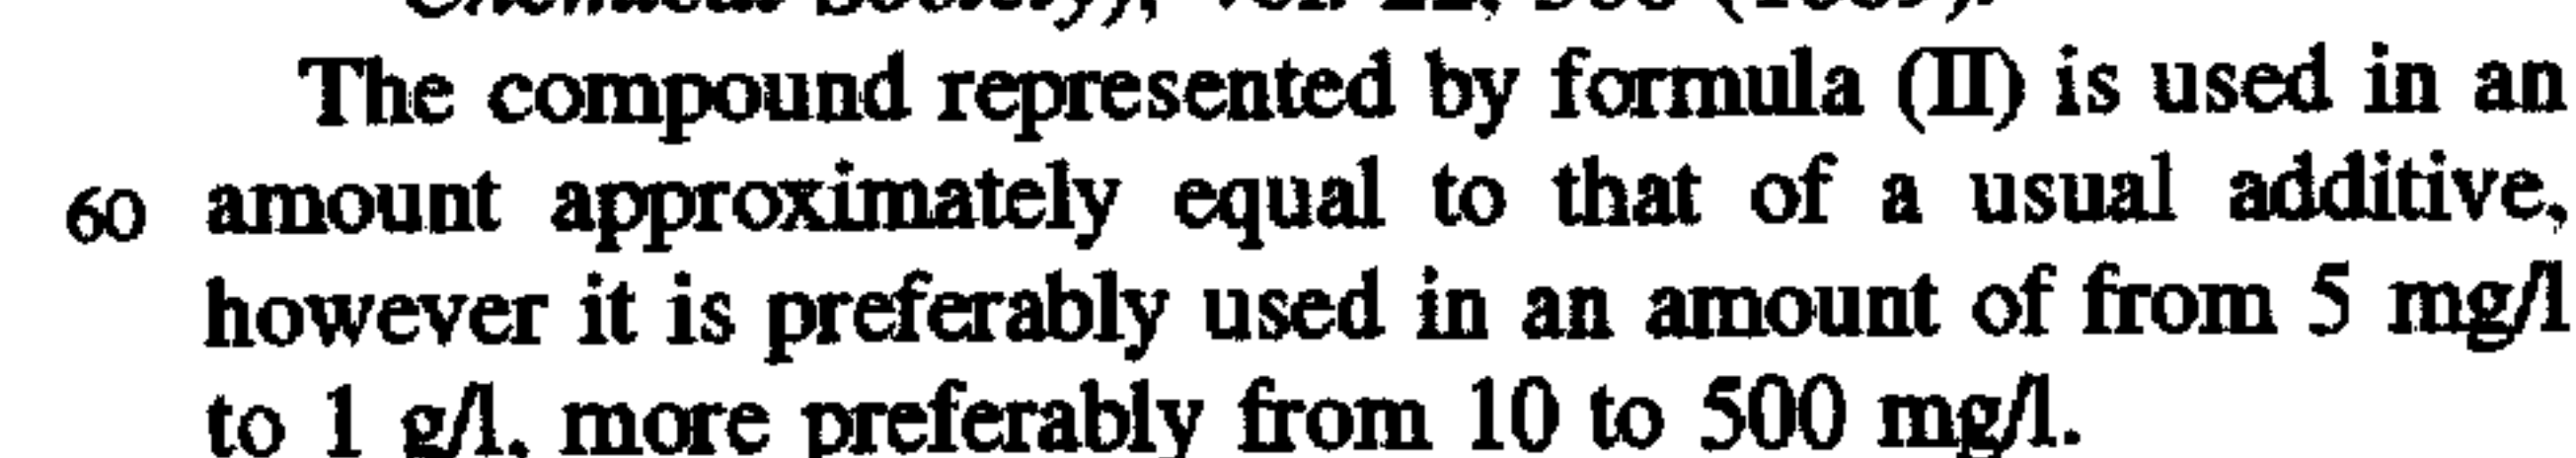 The compound represented by formula (II) is used in an
60 amount approximately equal to that of a usual additive,
however it is preferably used in an amount of from 5 mg/l
to 1 g/l, more preferably from 10 to 500 mg/l.